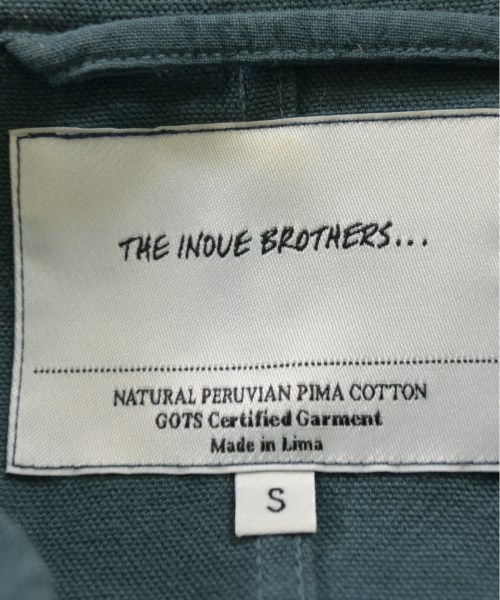 THE INOUE BROTHERS...
NATURAL PERUVIAN PIMA COTTON
GOTS Certified Garment
Made in Lima
S